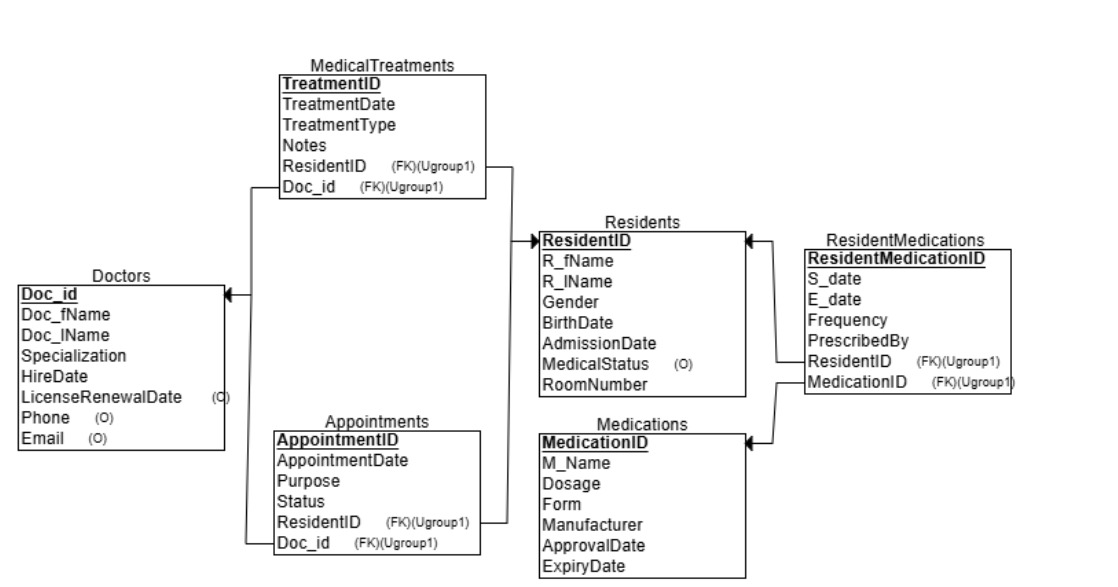 MedicalTreatments
TreatmentID
TreatmentDate
TreatmentType
Notes
ResidentID (FK)(Ugroup1)
Doc_id (FK)(Ugroup1)
Doctors
Doc_id
Doc_fName
Doc_lName
Specialization
HireDate
LicenseRenewalDate (O)
Phone (O)
Email (O)
Appointments
AppointmentID
AppointmentDate
Purpose
Status
ResidentID (FK)(Ugroup1)
Doc_id (FK)(Ugroup1)
Residents
ResidentID
R_fName
R_lName
Gender
BirthDate
AdmissionDate
MedicalStatus (O)
RoomNumber
Medications
MedicationID
M_Name
Dosage
Form
Manufacturer
ApprovalDate
ExpiryDate
ResidentMedications
ResidentMedicationID
S_date
E_date
Frequency
PrescribedBy
ResidentID (FK)(Ugroup1)
MedicationID (FK)(Ugroup1)